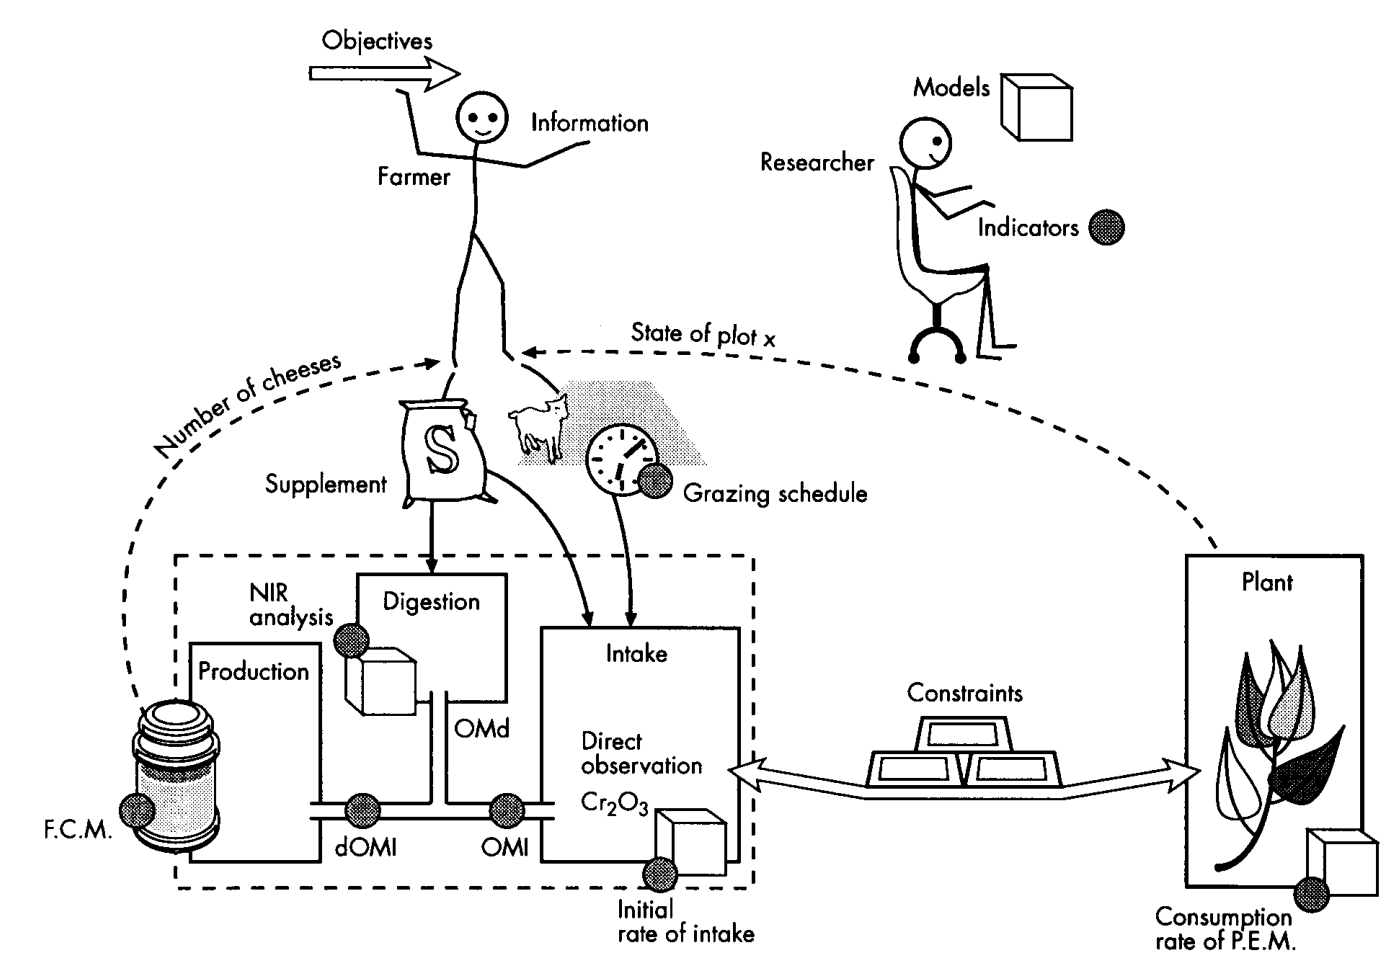 Objectives
Models
Information
Researcher
Farmer
Indicators
State of plot x
Number of cheeses
S
Supplement
Grazing schedule
NIR
analysis
Digestion
Plant
Intake
Production
Constraints
OMd
Direct
observation
Cr₂O₃
F.C.M.
dOMI
OMI
Initial
rate of intake
Consumption
rate of P.E.M.